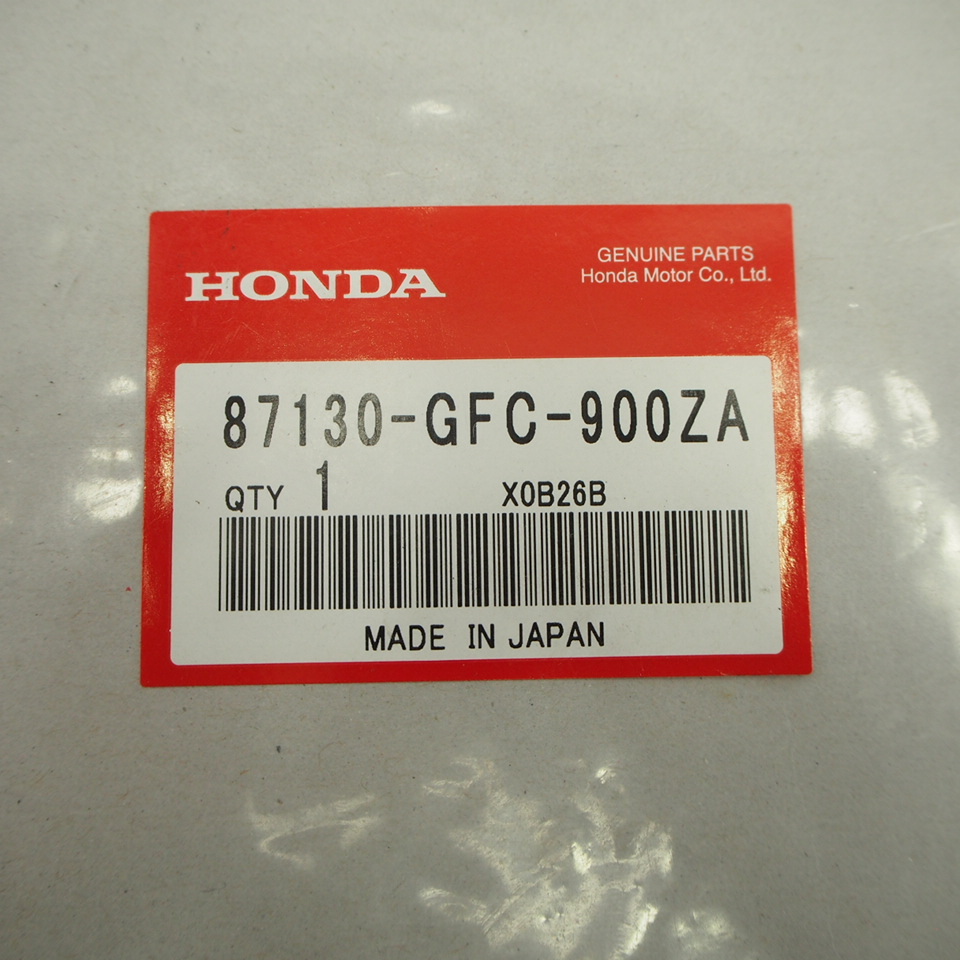 HONDA
GENUINE PARTS
Honda Motor Co., Ltd.
87130-GFC-900ZA
QTY 1 X0B26B
MADE IN JAPAN